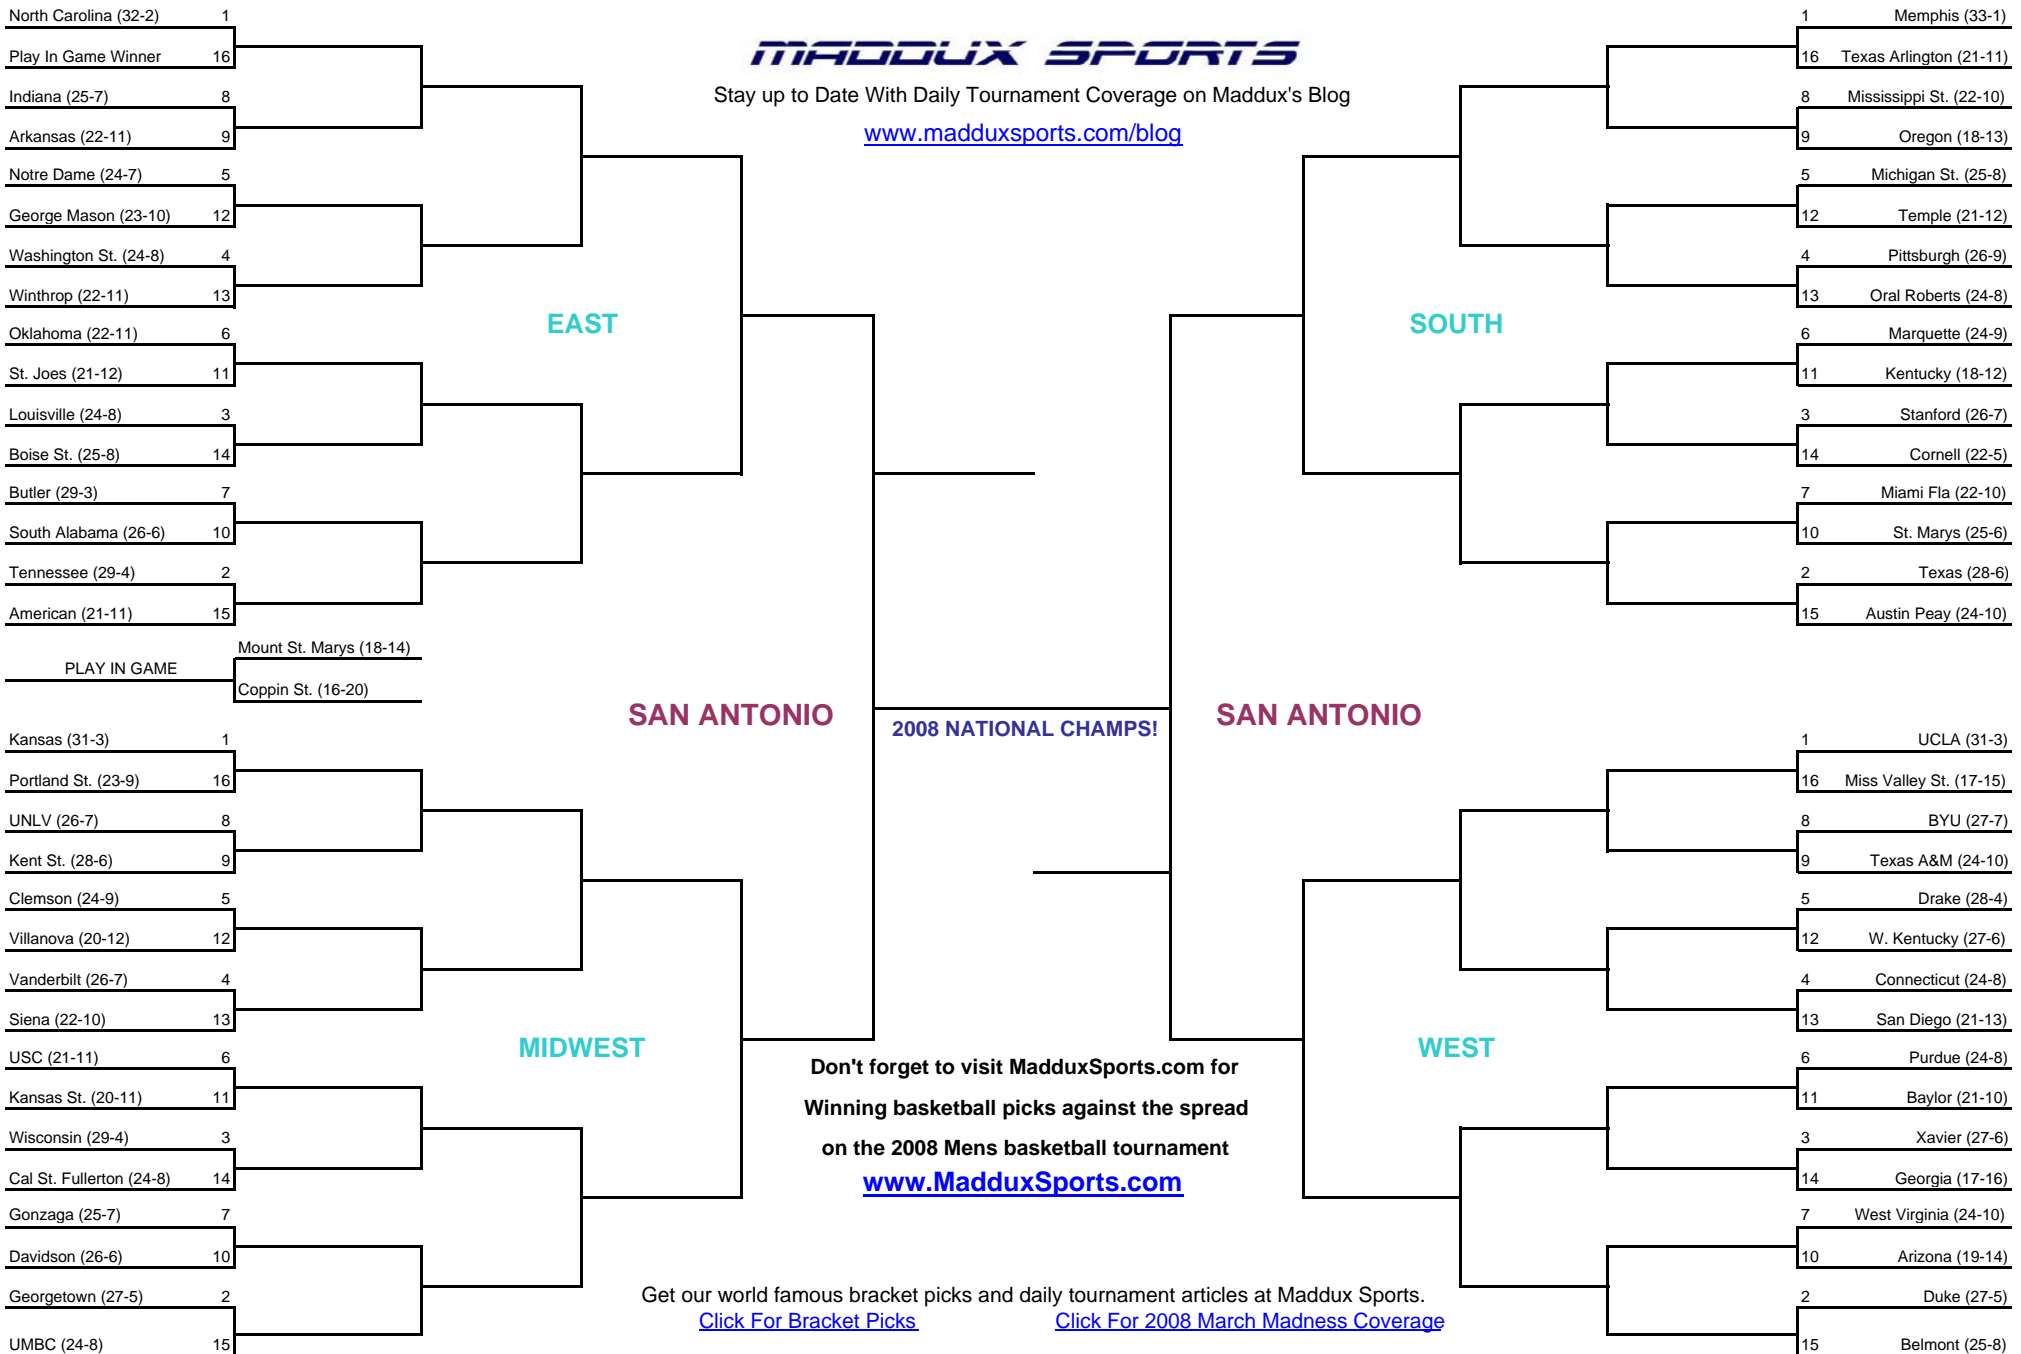 MADDUX SPORTS
Stay up to Date With Daily Tournament Coverage on Maddux's Blog
www.madduxsports.com/blog
North Carolina (32-2) 1
Play In Game Winner 16
Indiana (25-7) 8
Arkansas (22-11) 9
Notre Dame (24-7) 5
George Mason (23-10) 12
Washington St. (24-8) 4
Winthrop (22-11) 13
Oklahoma (22-11) 6
St. Joes (21-12) 11
Louisville (24-8) 3
Boise St. (25-8) 14
Butler (29-3) 7
South Alabama (26-6) 10
Tennessee (29-4) 2
American (21-11) 15
EAST
PLAY IN GAME
Mount St. Marys (18-14)
Coppin St. (16-20)
Kansas (31-3) 1
Portland St. (23-9) 16
UNLV (26-7) 8
Kent St. (28-6) 9
Clemson (24-9) 5
Villanova (20-12) 12
Vanderbilt (26-7) 4
Siena (22-10) 13
USC (21-11) 6
Kansas St. (20-11) 11
Wisconsin (29-4) 3
Cal St. Fullerton (24-8) 14
Gonzaga (25-7) 7
Davidson (26-6) 10
Georgetown (27-5) 2
UMBC (24-8) 15
MIDWEST
SAN ANTONIO
2008 NATIONAL CHAMPS!
SAN ANTONIO
1 Memphis (33-1)
16 Texas Arlington (21-11)
8 Mississippi St. (22-10)
9 Oregon (18-13)
5 Michigan St. (25-8)
12 Temple (21-12)
4 Pittsburgh (26-9)
13 Oral Roberts (24-8)
6 Marquette (24-9)
11 Kentucky (18-12)
3 Stanford (26-7)
14 Cornell (22-5)
7 Miami Fla (22-10)
10 St. Marys (25-6)
2 Texas (28-6)
15 Austin Peay (24-10)
SOUTH
1 UCLA (31-3)
16 Miss Valley St. (17-15)
8 BYU (27-7)
9 Texas A&M (24-10)
5 Drake (28-4)
12 W. Kentucky (27-6)
4 Connecticut (24-8)
13 San Diego (21-13)
6 Purdue (24-8)
11 Baylor (21-10)
3 Xavier (27-6)
14 Georgia (17-16)
7 West Virginia (24-10)
10 Arizona (19-14)
2 Duke (27-5)
15 Belmont (25-8)
WEST
Don't forget to visit MadduxSports.com for
Winning basketball picks against the spread
on the 2008 Mens basketball tournament
www.MadduxSports.com
Get our world famous bracket picks and daily tournament articles at Maddux Sports.
Click For Bracket Picks
Click For 2008 March Madness Coverage